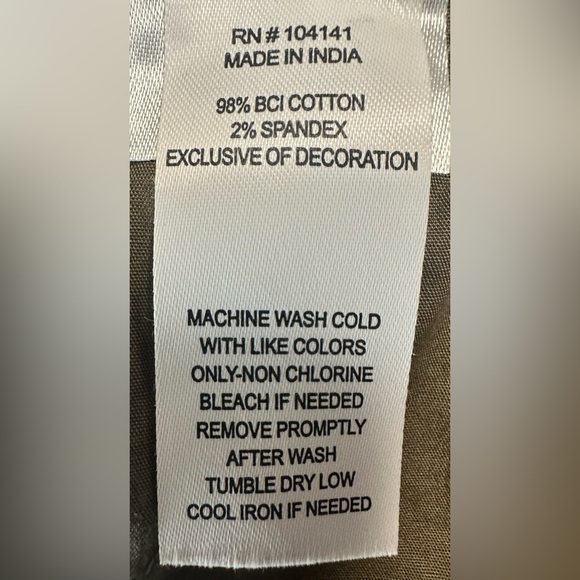 RN # 104141
MADE IN INDIA
98% BCI COTTON
2% SPANDEX
EXCLUSIVE OF DECORATION
MACHINE WASH COLD
WITH LIKE COLORS
ONLY-NON CHLORINE
BLEACH IF NEEDED
REMOVE PROMPTLY
AFTER WASH
TUMBLE DRY LOW
COOL IRON IF NEEDED